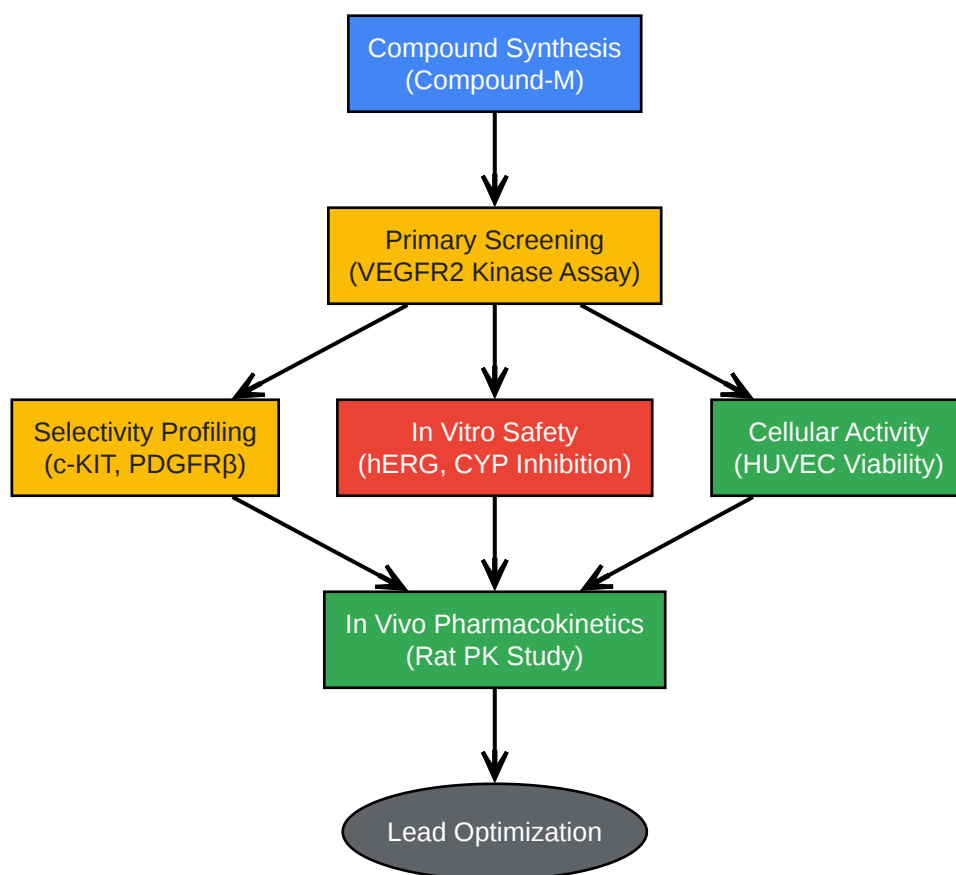 Compound Synthesis
(Compound-M)
Primary Screening
(VEGFR2 Kinase Assay)
Selectivity Profiling
(c-KIT, PDGFRβ)
In Vitro Safety
(hERG, CYP Inhibition)
Cellular Activity
(HUVEC Viability)
In Vivo Pharmacokinetics
(Rat PK Study)
Lead Optimization